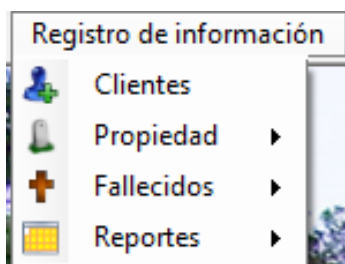 Registro de información
Clientes
Propiedad
Fallecidos
Reportes